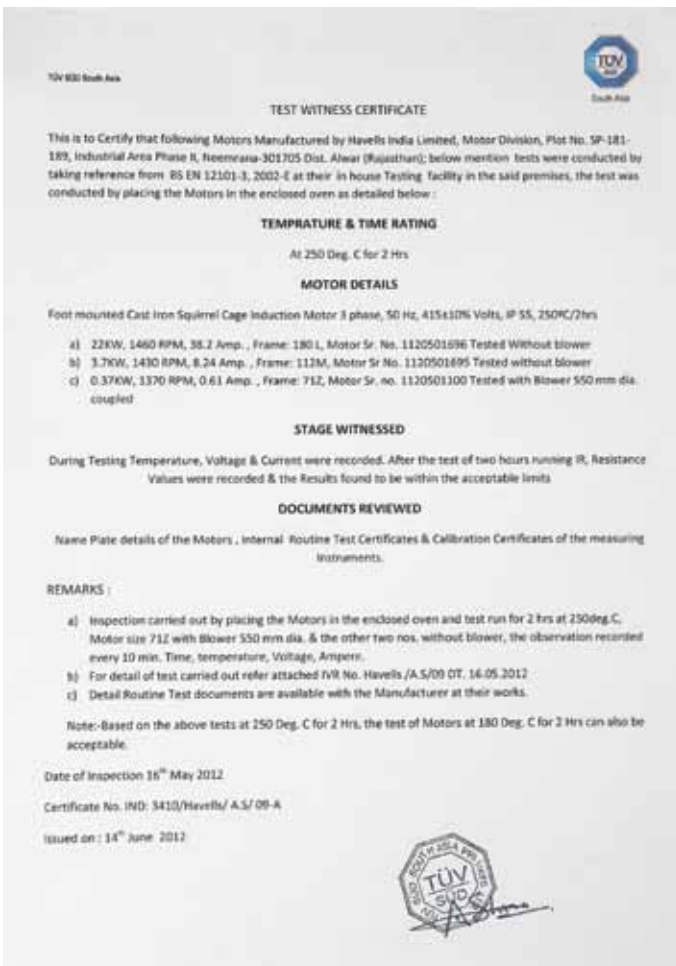 TÜV SÜD South Asia
TÜV
SÜD
South Asia
TEST WITNESS CERTIFICATE
This is to Certify that following Motors Manufactured by Havells India Limited, Motor Division, Plot No. SP-181-
189, Industrial Area Phase II, Neemrana-301705 Dist. Alwar (Rajasthan); below mention tests were conducted by
taking reference from BS EN 12101-3, 2002-E at their in house Testing facility in the said premises, the test was
conducted by placing the Motors in the enclosed oven as detailed below :
TEMPRATURE & TIME RATING
At 250 Deg. C for 2 Hrs
MOTOR DETAILS
Foot mounted Cast Iron Squirrel Cage Induction Motor 3 phase, 50 Hz, 415±10% Volts, IP 55, 250ºC/2hrs
a) 22KW, 1460 RPM, 38.2 Amp. , Frame: 180 L, Motor Sr. No. 1120501696 Tested Without blower
b) 3.7KW, 1430 RPM, 8.24 Amp. , Frame: 112M, Motor Sr No. 1120501695 Tested without blower
c) 0.37KW, 1370 RPM, 0.61 Amp. , Frame: 71Z, Motor Sr. no. 1120501100 Tested with Blower 550 mm dia.
coupled
STAGE WITNESSED
During Testing Temperature, Voltage & Current were recorded. After the test of two hours running IR, Resistance
Values were recorded & the Results found to be within the acceptable limits
DOCUMENTS REVIEWED
Name Plate details of the Motors , Internal Routine Test Certificates & Calibration Certificates of the measuring
Instruments.
REMARKS :
a) Inspection carried out by placing the Motors in the enclosed oven and test run for 2 hrs at 250deg.C,
Motor size 71Z with Blower 550 mm dia. & the other two nos. without blower, the observation recorded
every 10 min. Time, temperature, Voltage, Ampere.
b) For detail of test carried out refer attached IVR No. Havells /A.S/09 DT. 16.05.2012
c) Detail Routine Test documents are available with the Manufacturer at their works.
Note:-Based on the above tests at 250 Deg. C for 2 Hrs, the test of Motors at 180 Deg. C for 2 Hrs can also be
acceptable.
Date of Inspection 16th May 2012
Certificate No. IND: 3410/Havells/ A.S/ 09-A
Issued on : 14th June 2012
TÜV
SÜD